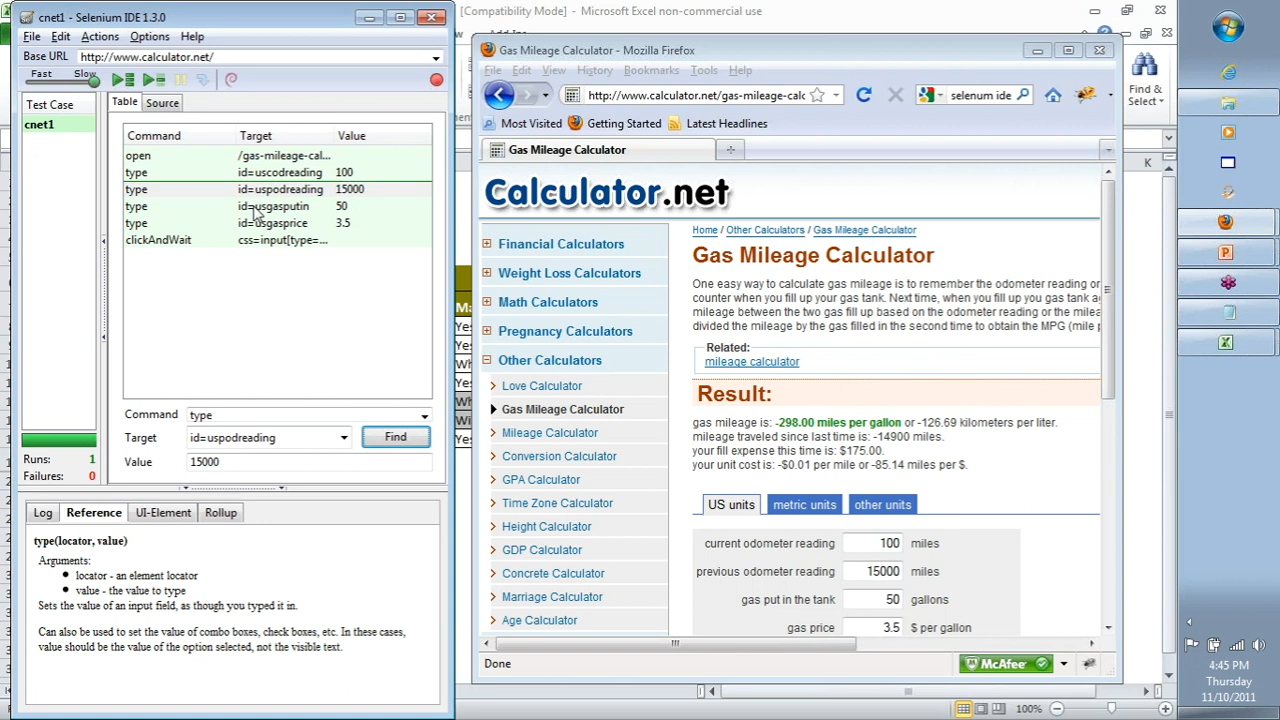 cnet1 - Selenium IDE 1.3.0
File Edit Actions Options Help
Base URL http://www.calculator.net/
Fast Slow
Test Case
cnet1
Table Source
Command Target Value
open /gas-mileage-cal...
type id=uscodreading 100
type id=uspodreading 15000
type id=usgasputin 50
type id=usgasprice 3.5
clickAndWait css=input[type=...
Command type
Target id=uspodreading Find
Value 15000
Runs: 1
Failures: 0
Log Reference UI-Element Rollup
type(locator, value)
Arguments:
locator - an element locator
value - the value to type
Sets the value of an input field, as though you typed it in.
Can also be used to set the value of combo boxes, check boxes, etc. In these cases,
value should be the value of the option selected, not the visible text.
[Compatibility Mode] - Microsoft Excel non-commercial use
Find &
Select
K
Gas Mileage Calculator - Mozilla Firefox
File Edit View History Bookmarks Tools Help
http://www.calculator.net/gas-mileage-calc
selenium ide
Most Visited Getting Started Latest Headlines
Gas Mileage Calculator
Calculator.net
Financial Calculators
Weight Loss Calculators
Math Calculators
Pregnancy Calculators
Other Calculators
Love Calculator
Gas Mileage Calculator
Mileage Calculator
Conversion Calculator
GPA Calculator
Time Zone Calculator
Height Calculator
GDP Calculator
Concrete Calculator
Marriage Calculator
Age Calculator
Home / Other Calculators / Gas Mileage Calculator
Gas Mileage Calculator
One easy way to calculate gas mileage is to remember the odometer reading or
counter when you fill up your gas tank. Next time, when you fill up you gas tank
mileage between the two gas fill up based on the odometer reading or the
divided the mileage by the gas filled in the second time to obtain the MPG (mile
Related:
mileage calculator
Result:
gas mileage is: -298.00 miles per gallon or -126.69 kilometers per liter.
mileage traveled since last time is: -14900 miles.
your fill expense this time is: $175.00.
your unit cost is: -$0.01 per mile or -85.14 miles per $.
US units metric units other units
current odometer reading 100 miles
previous odometer reading 15000 miles
gas put in the tank 50 gallons
gas price 3.5 $ per gallon
Done
McAfee
100%
4:45 PM
Thursday
11/10/2011